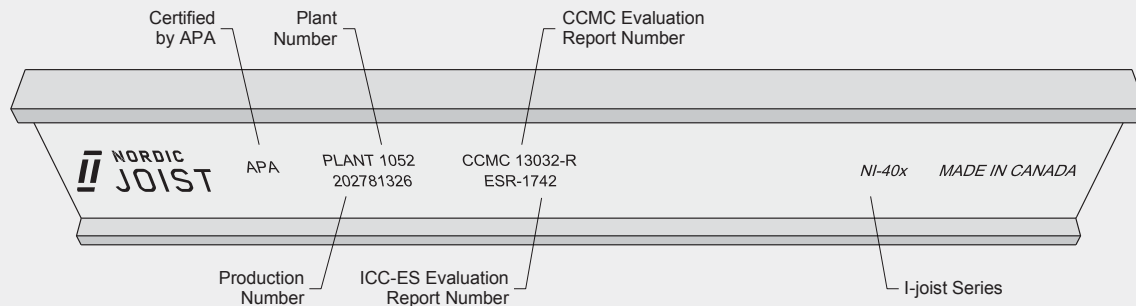 Certified
by APA
Plant
Number
CCMC Evaluation
Report Number
NORDIC
JOIST
APA
PLANT 1052
202781326
CCMC 13032-R
ESR-1742
NI-40x
MADE IN CANADA
Production
Number
ICC-ES Evaluation
Report Number
I-joist Series